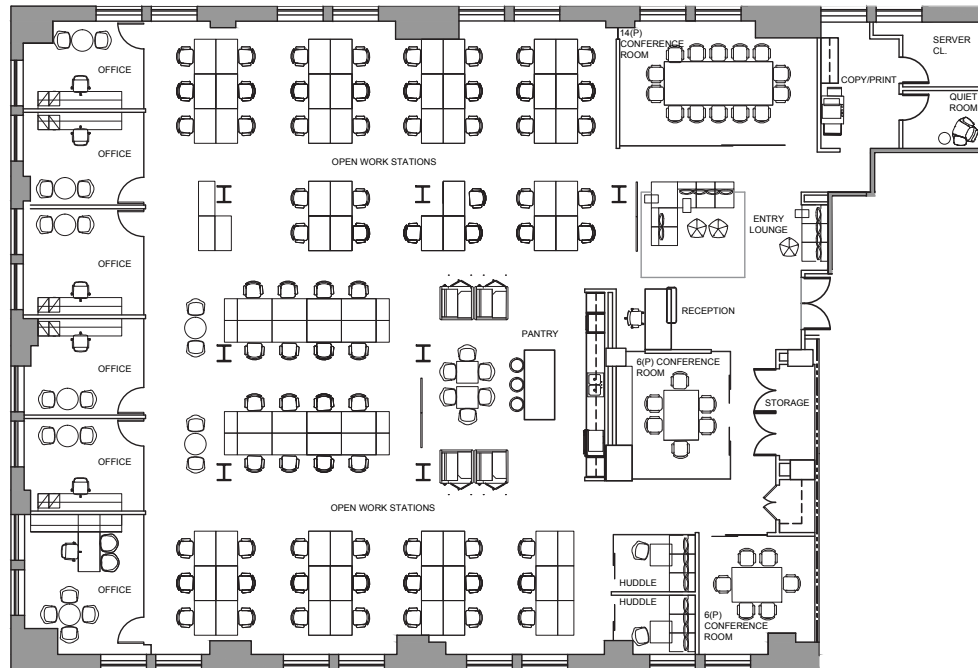 14(P)
CONFERENCE
ROOM
SERVER
CL.
OFFICE
COPY/PRINT
QUIET
ROOM
OFFICE
OPEN WORK STATIONS
ENTRY
LOUNGE
OFFICE
RECEPTION
PANTRY
OFFICE
6(P) CONFERENCE
ROOM
STORAGE
OFFICE
OPEN WORK STATIONS
HUDDLE
OFFICE
HUDDLE
6(P)
CONFERENCE
ROOM